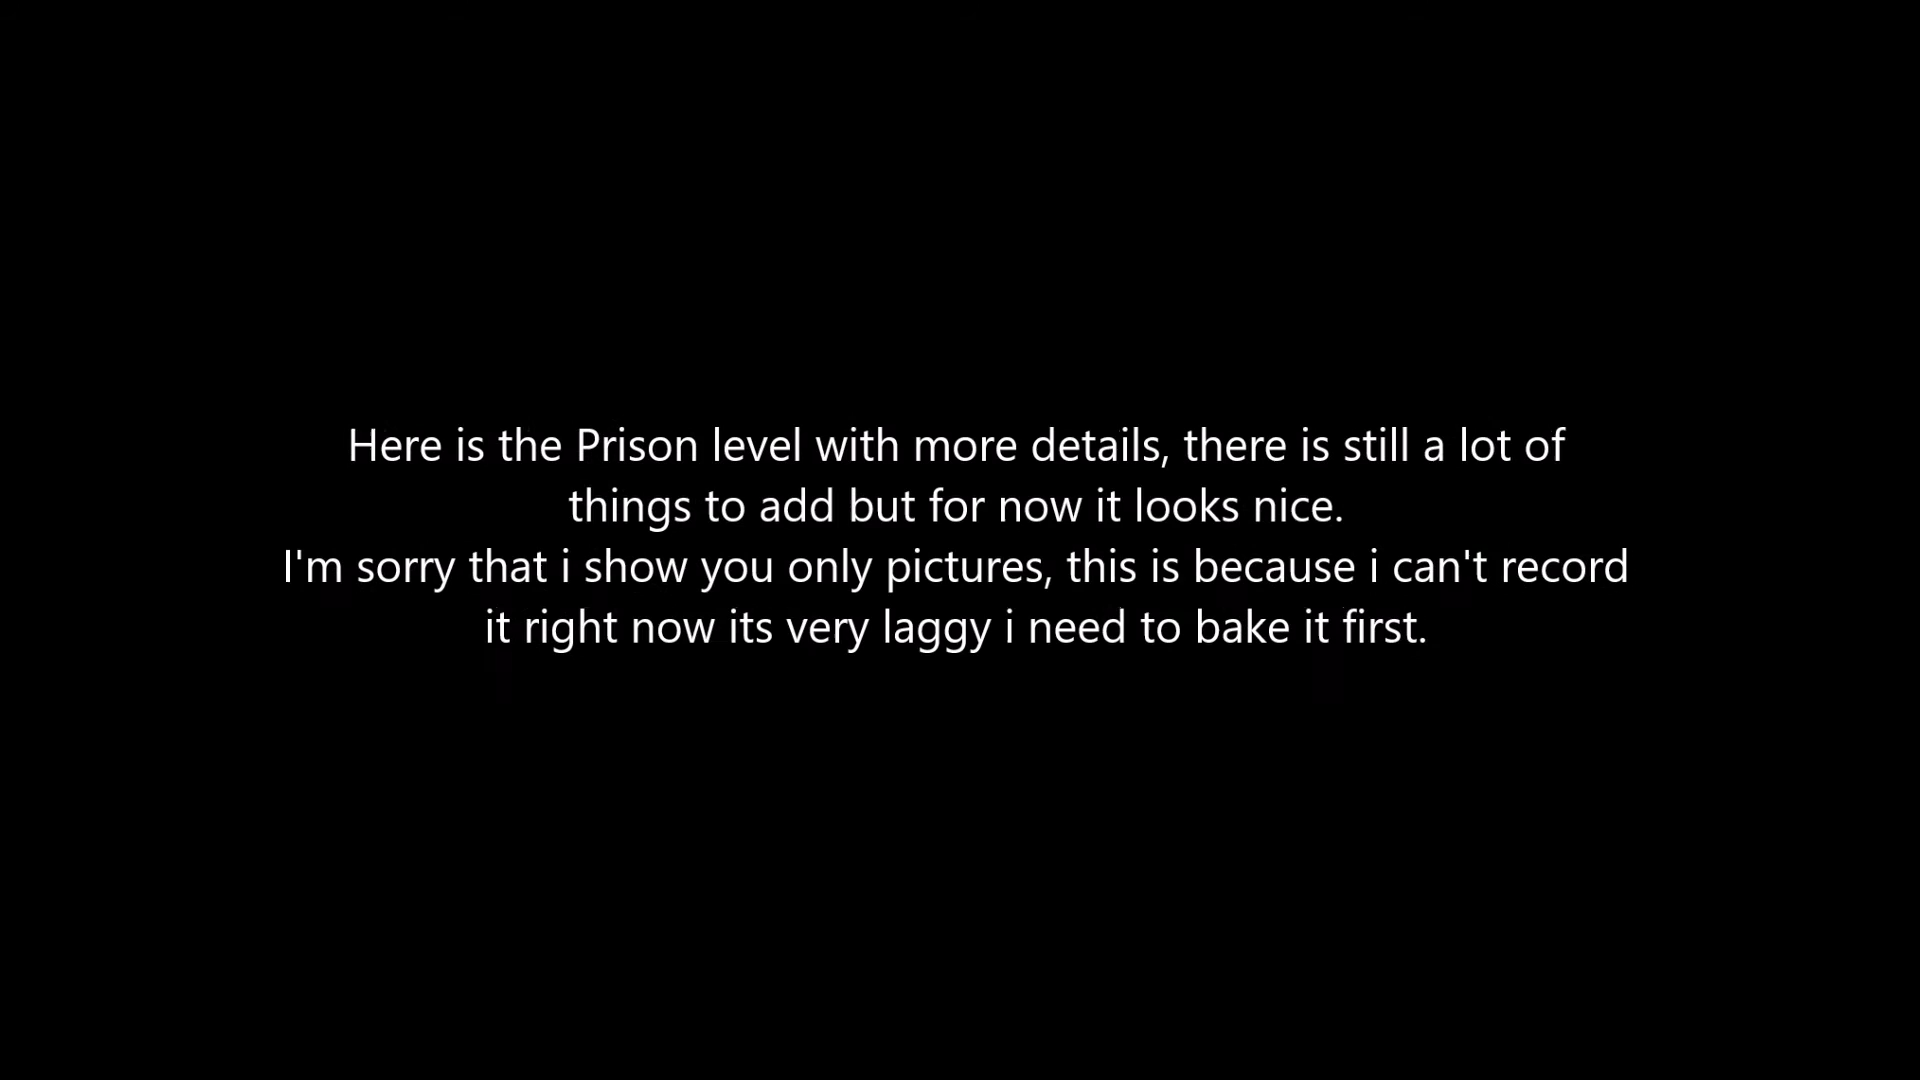 Here is the Prison level with more details, there is still a lot of
things to add but for now it looks nice.
I'm sorry that i show you only pictures, this is because i can't record
it right now its very laggy i need to bake it first.